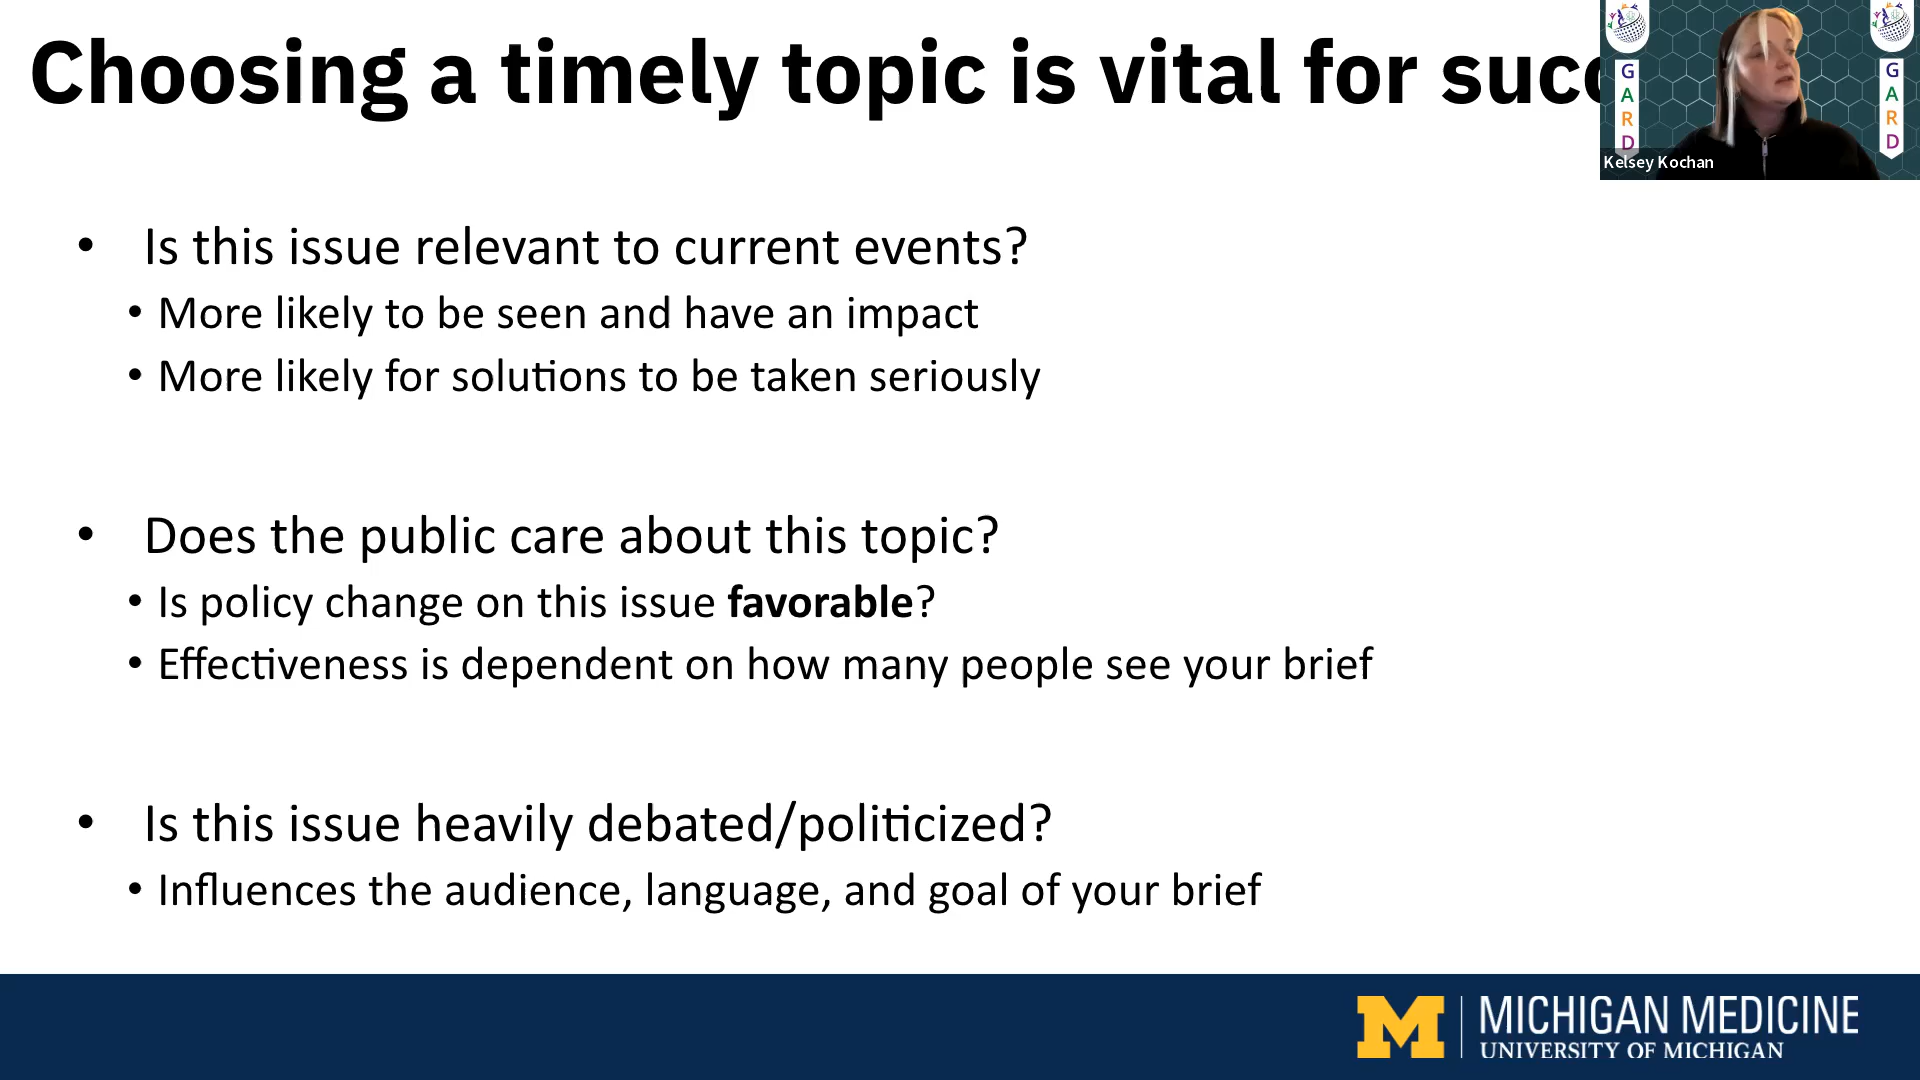 Choosing a timely topic is vital for succ
G
A
R
D
G
A
R
D
Kelsey Kochan
• Is this issue relevant to current events?
• More likely to be seen and have an impact
• More likely for solutions to be taken seriously
• Does the public care about this topic?
• Is policy change on this issue favorable?
• Effectiveness is dependent on how many people see your brief
• Is this issue heavily debated/politicized?
• Influences the audience, language, and goal of your brief
M
MICHIGAN MEDICINE
UNIVERSITY OF MICHIGAN